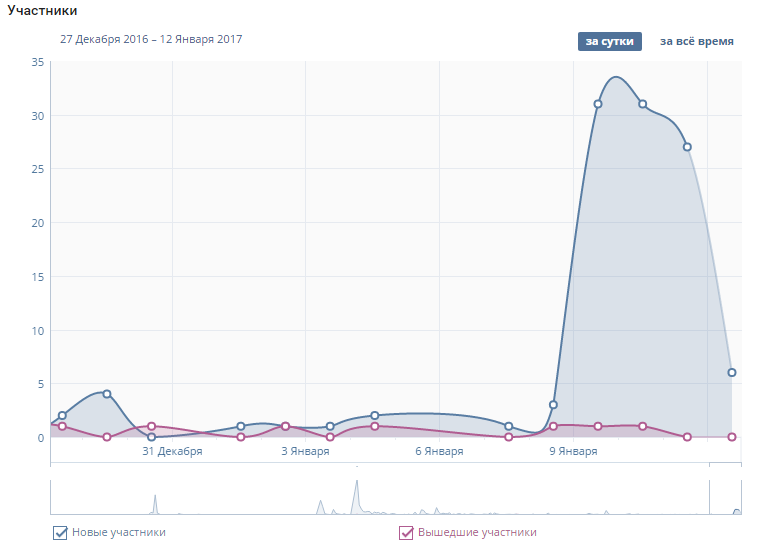 Участники
27 Декабря 2016 – 12 Января 2017
за сутки
за всё время
35
30
25
20
15
10
5
0
31 Декабря
3 Января
6 Января
9 Января
Новые участники
Вышедшие участники